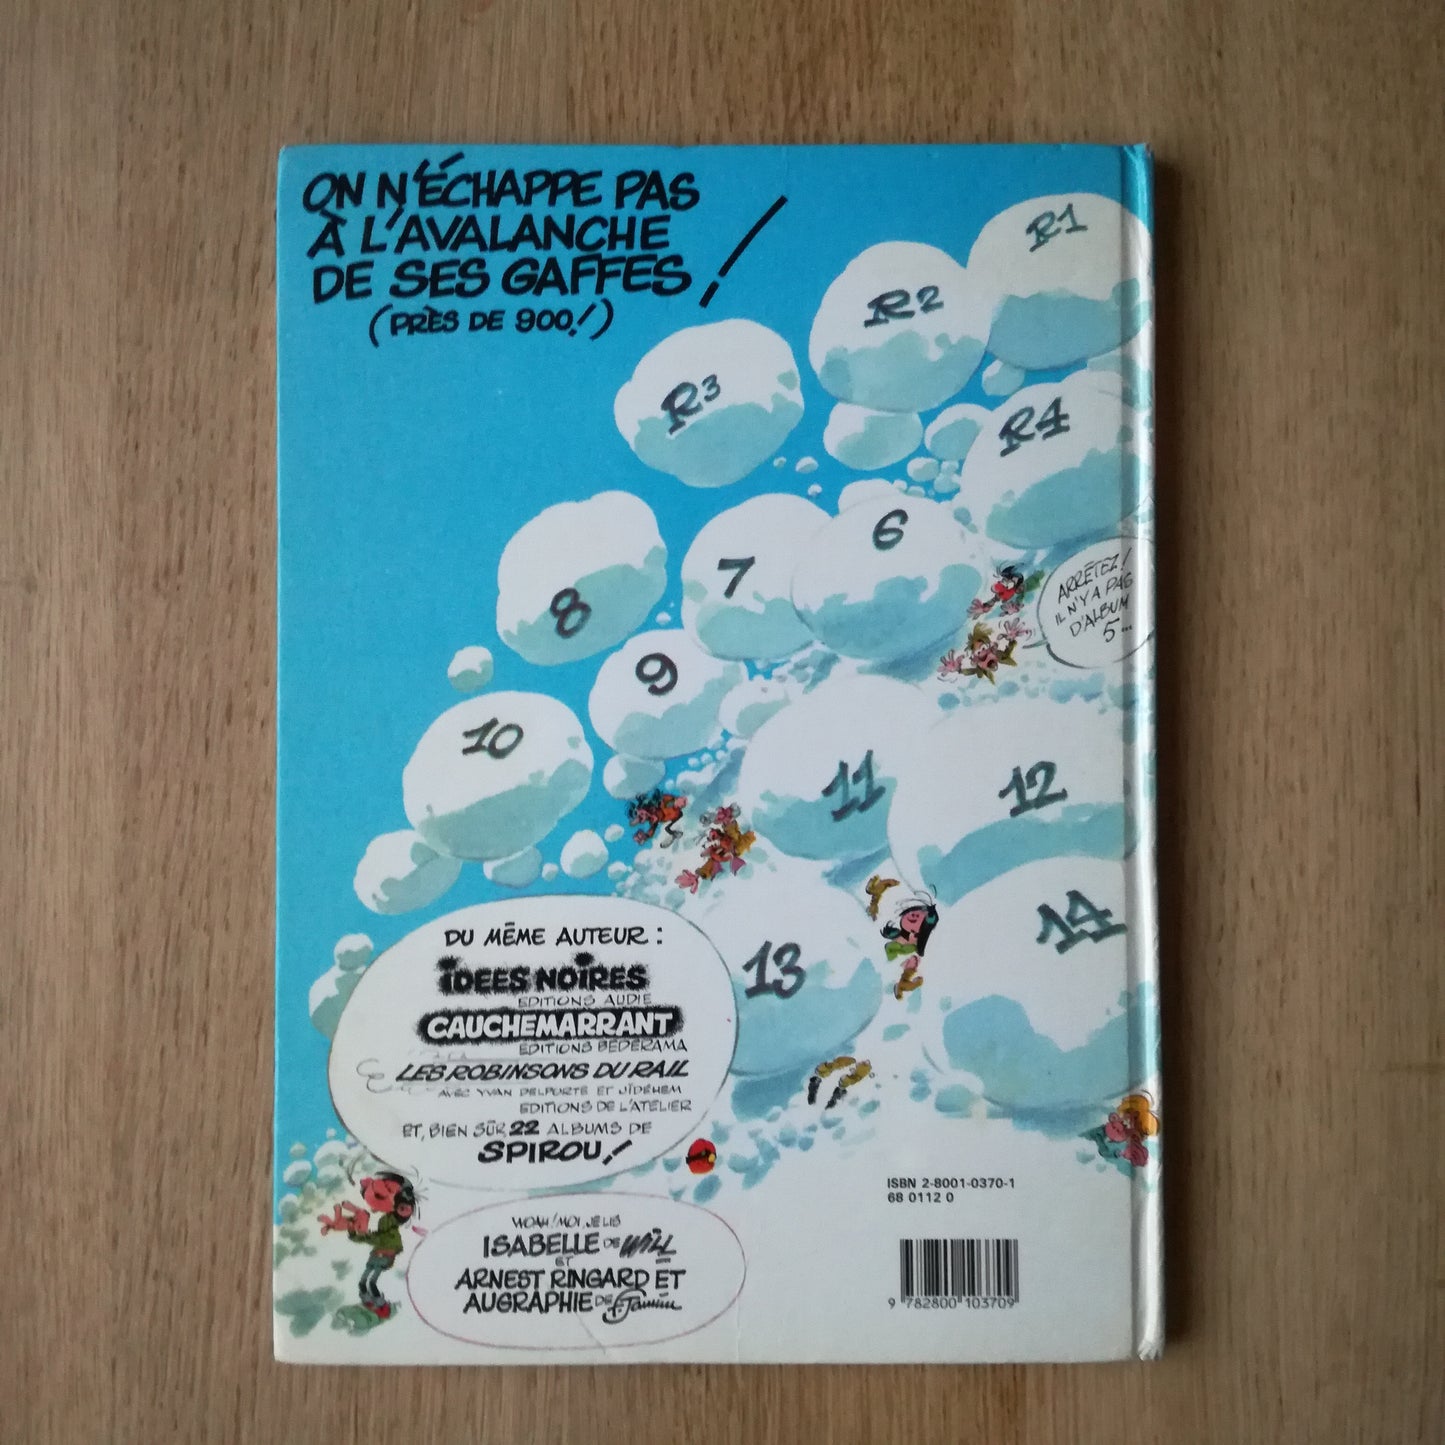 ON N'ÉCHAPPE PAS
À L'AVALANCHE
DE SES GAFFES !
(PRÈS DE 900!)
R1
R2
R3
R4
6
7
8
ARRÊTEZ!
IL N'Y A PAS
D'ALBUM
5...
9
10
11
12
13
14
DU MÊME AUTEUR :
IDÉES NOIRES
EDITIONS AUDIE
CAUCHEMARRANT
EDITIONS BÉDÉRAMA
LES ROBINSONS DU RAIL
AVEC YVAN DELPORTE ET JIDÉHEM
EDITIONS DE L'ATELIER
ET, BIEN SÛR, 22 ALBUMS DE
SPIROU!
WOAH! MOI, JE LIS
ISABELLE DE WILL
ET
ARNEST RINGARD ET
AUGRAPHIE DE F. Jannin
ISBN 2-8001-0370-1
68 0112 0
9 782800 103709